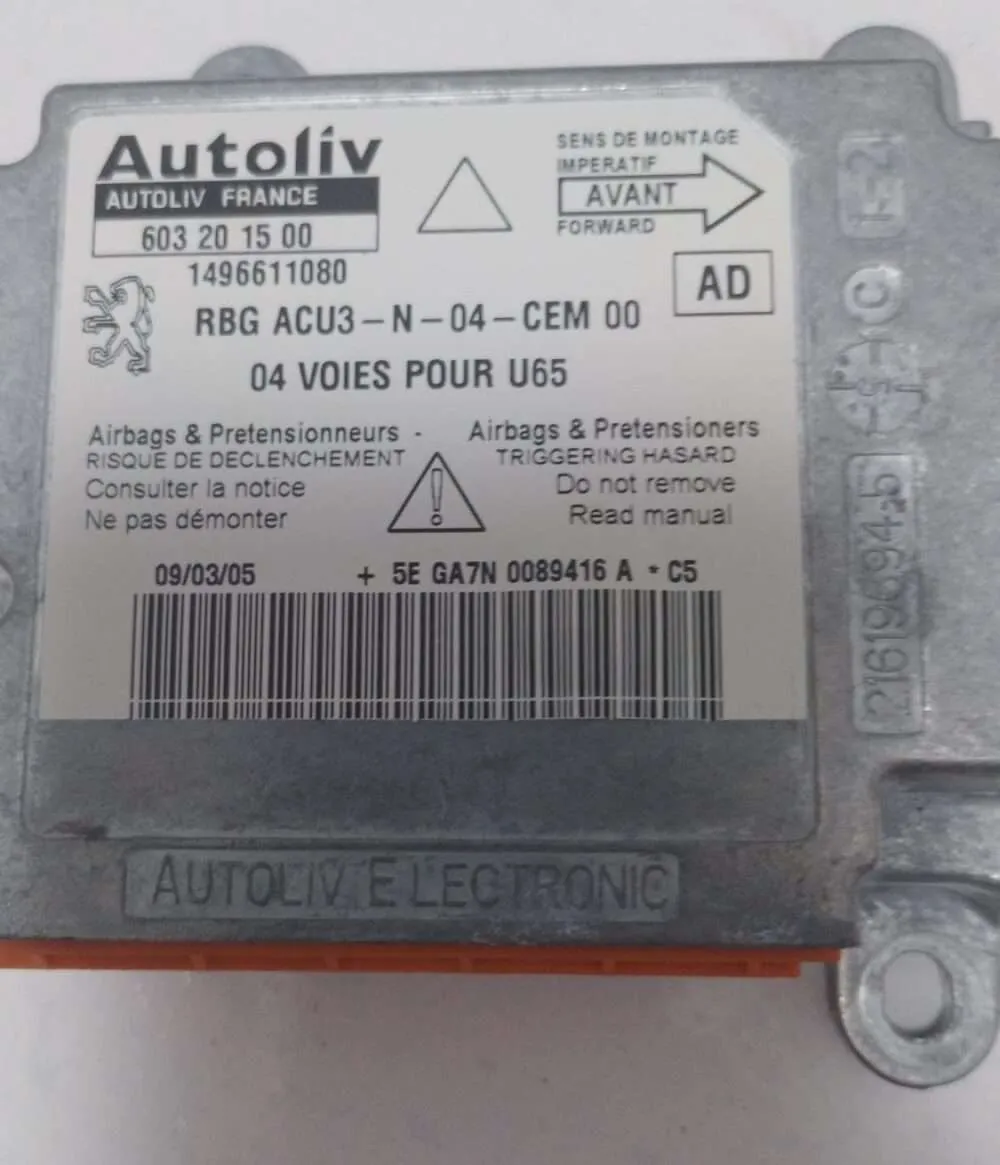 Autoliv
AUTOLIV FRANCE
603 20 15 00
1496611080
SENS DE MONTAGE
IMPERATIF
AVANT
FORWARD
AD
RBG ACU3-N-04-CEM 00
04 VOIES POUR U65
Airbags & Pretensionneurs - Airbags & Pretensioners
RISQUE DE DECLENCHEMENT
TRIGGERING HASARD
Consulter la notice
Do not remove
Ne pas démonter
Read manual
!
09/03/05 + 5E GA7N 0089416 A * C5
AUTOLIV ELECTRONIC
1-2
C